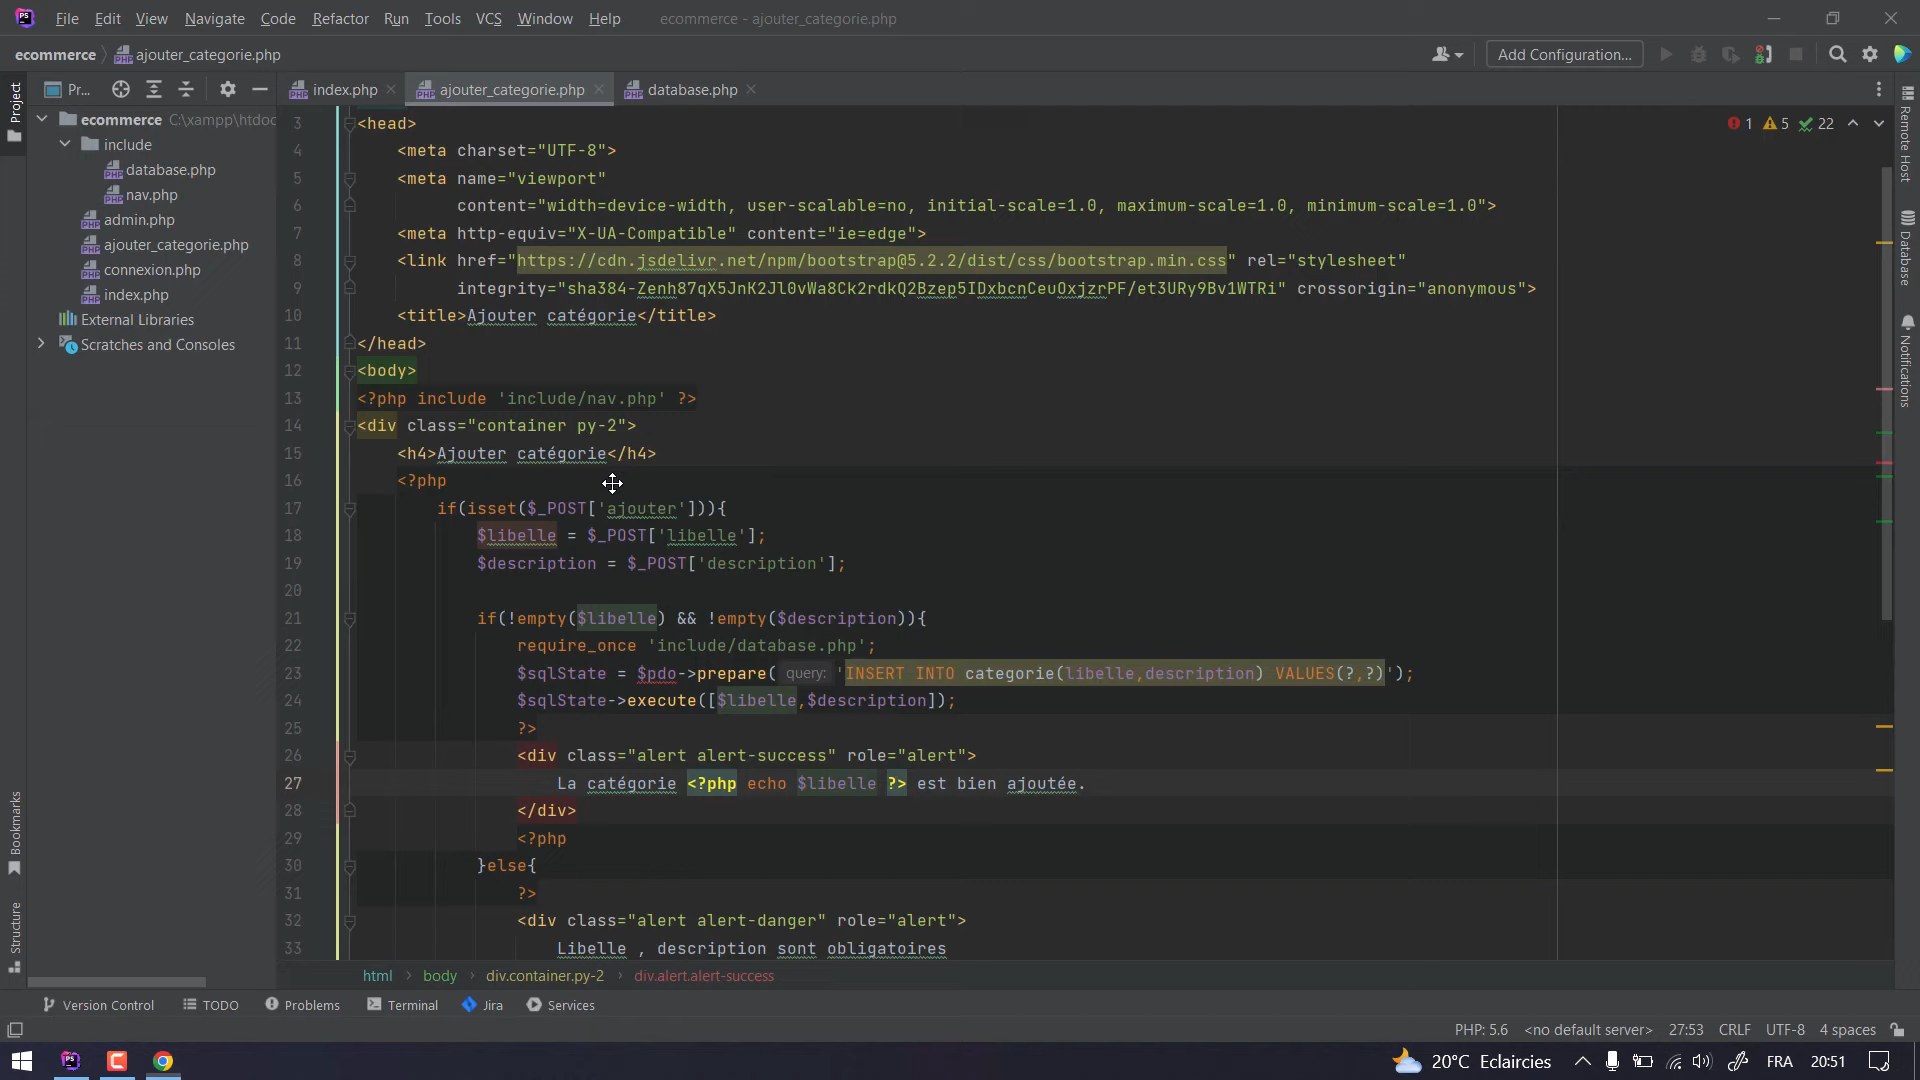 File Edit View Navigate Code Refactor Run Tools VCS Window Help ecommerce - ajouter_categorie.php
ecommerce ajouter_categorie.php Add Configuration...
Pr... index.php ajouter_categorie.php database.php
Project
ecommerce C:\xampp\htdoc
include
database.php
nav.php
admin.php
ajouter_categorie.php
connexion.php
index.php
External Libraries
Scratches and Consoles
Bookmarks
Structure
1 5 22
3 <head>
4 <meta charset="UTF-8">
5 <meta name="viewport"
6 content="width=device-width, user-scalable=no, initial-scale=1.0, maximum-scale=1.0, minimum-scale=1.0">
7 <meta http-equiv="X-UA-Compatible" content="ie=edge">
8 <link href="https://cdn.jsdelivr.net/npm/bootstrap@5.2.2/dist/css/bootstrap.min.css" rel="stylesheet"
9 integrity="sha384-Zenh87qX5JnK2Jl0vWa8Ck2rdkQ2Bzep5IDxbcnCeuOxjzrPF/et3URy9Bv1WTRi" crossorigin="anonymous">
10 <title>Ajouter catégorie</title>
11 </head>
12 <body>
13 <?php include 'include/nav.php' ?>
14 <div class="container py-2">
15 <h4>Ajouter catégorie</h4>
16 <?php
17 if(isset($_POST['ajouter'])){
18 $libelle = $_POST['libelle'];
19 $description = $_POST['description'];
20
21 if(!empty($libelle) && !empty($description)){
22 require_once 'include/database.php';
23 $sqlState = $pdo->prepare( query: 'INSERT INTO categorie(libelle,description) VALUES(?,?)');
24 $sqlState->execute([$libelle,$description]);
25 ?>
26 <div class="alert alert-success" role="alert">
27 La catégorie <?php echo $libelle ?> est bien ajoutée.
28 </div>
29 <?php
30 }else{
31 ?>
32 <div class="alert alert-danger" role="alert">
33 Libelle , description sont obligatoires
Remote Host
Database
Notifications
html body div.container.py-2 div.alert.alert-success
Version Control TODO Problems Terminal Jira Services
PHP: 5.6 <no default server> 27:53 CRLF UTF-8 4 spaces
20°C Eclaircies FRA 20:51